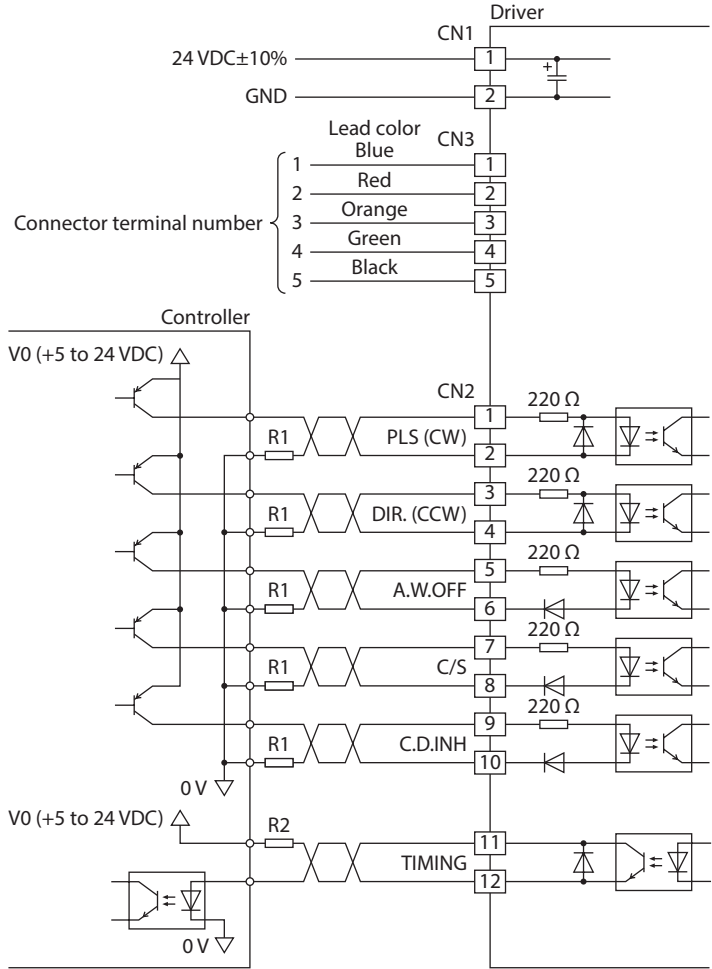 Driver
CN1
24 VDC±10%
1
+
GND
2
Lead color
CN3
Blue
1
1
Red
2
2
Orange
Connector terminal number
3
3
Green
4
4
Black
5
5
Controller
V0 (+5 to 24 VDC)
CN2
220 Ω
1
R1
PLS (CW)
2
220 Ω
3
R1
DIR. (CCW)
4
220 Ω
5
R1
A.W.OFF
6
220 Ω
7
R1
C/S
8
220 Ω
9
R1
C.D.INH
10
0 V
V0 (+5 to 24 VDC)
R2
11
TIMING
12
0 V